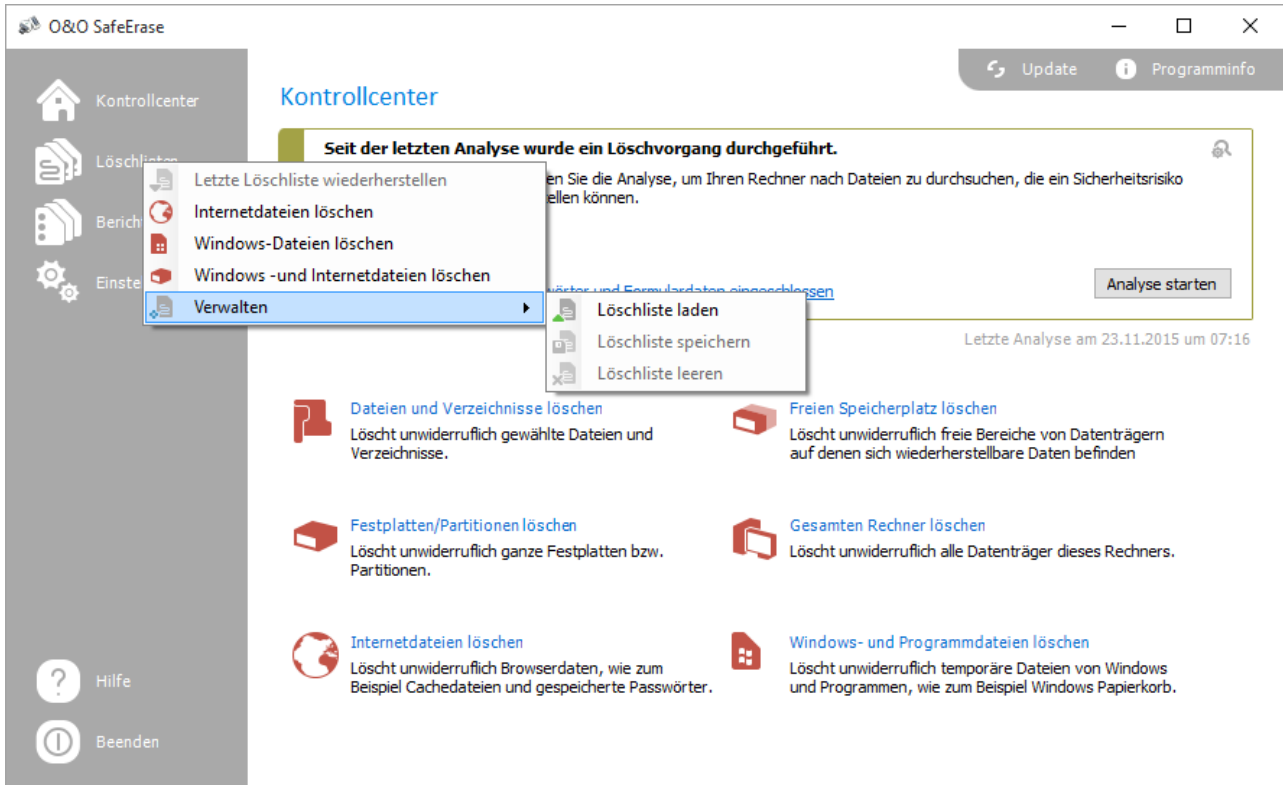 O&O SafeErase
Update
Programminfo
Kontrollcenter
Löschlisten
Bericht
Einste
Hilfe
Beenden
Kontrollcenter
Seit der letzten Analyse wurde ein Löschvorgang durchgeführt.
en Sie die Analyse, um Ihren Rechner nach Dateien zu durchsuchen, die ein Sicherheitsrisiko
ellen können.
wörter und Formulardaten eingeschlossen
Analyse starten
Letzte Analyse am 23.11.2015 um 07:16
Letzte Löschliste wiederherstellen
Internetdateien löschen
Windows-Dateien löschen
Windows -und Internetdateien löschen
Verwalten
Löschliste laden
Löschliste speichern
Löschliste leeren
Dateien und Verzeichnisse löschen
Löscht unwiderruflich gewählte Dateien und
Verzeichnisse.
Freien Speicherplatz löschen
Löscht unwiderruflich freie Bereiche von Datenträgern
auf denen sich wiederherstellbare Daten befinden
Festplatten/Partitionen löschen
Löscht unwiderruflich ganze Festplatten bzw.
Partitionen.
Gesamten Rechner löschen
Löscht unwiderruflich alle Datenträger dieses Rechners.
Internetdateien löschen
Löscht unwiderruflich Browserdaten, wie zum
Beispiel Cachedateien und gespeicherte Passwörter.
Windows- und Programmdateien löschen
Löscht unwiderruflich temporäre Dateien von Windows
und Programmen, wie zum Beispiel Windows Papierkorb.